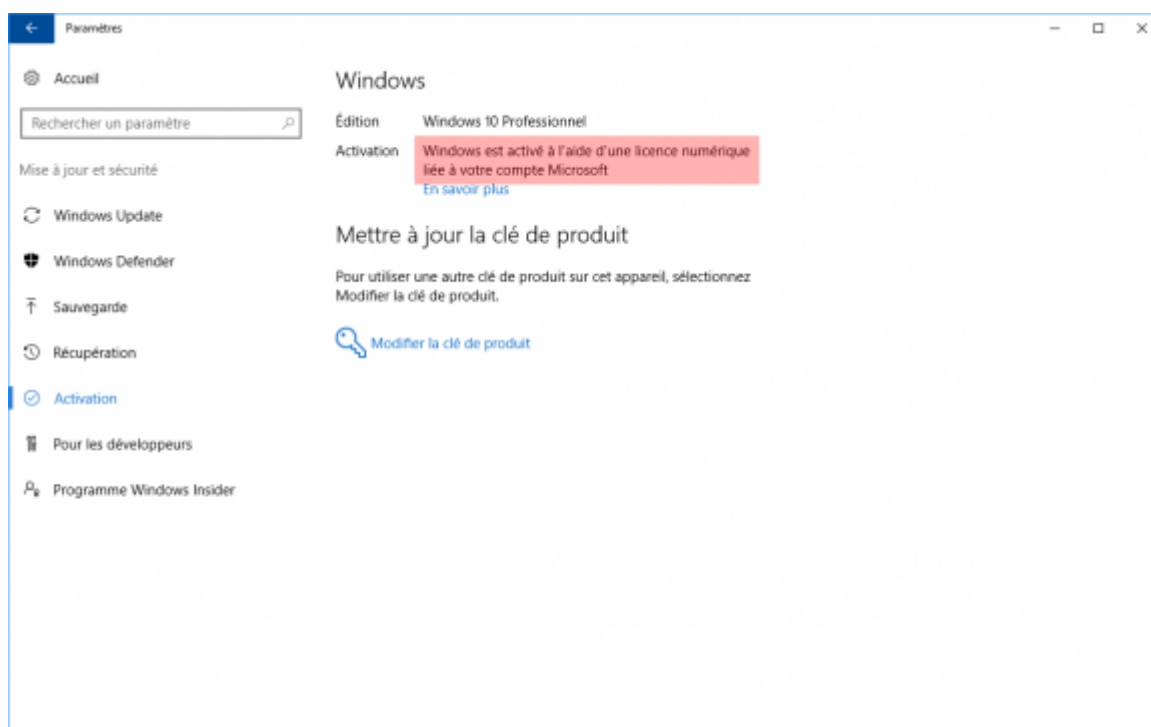 Paramètres
Accueil
Rechercher un paramètre
Mise à jour et sécurité
Windows Update
Windows Defender
Sauvegarde
Récupération
Activation
Pour les développeurs
Programme Windows Insider
Windows
Édition Windows 10 Professionnel
Activation Windows est activé à l'aide d'une licence numérique
liée à votre compte Microsoft
En savoir plus
Mettre à jour la clé de produit
Pour utiliser une autre clé de produit sur cet appareil, sélectionnez
Modifier la clé de produit.
Modifier la clé de produit